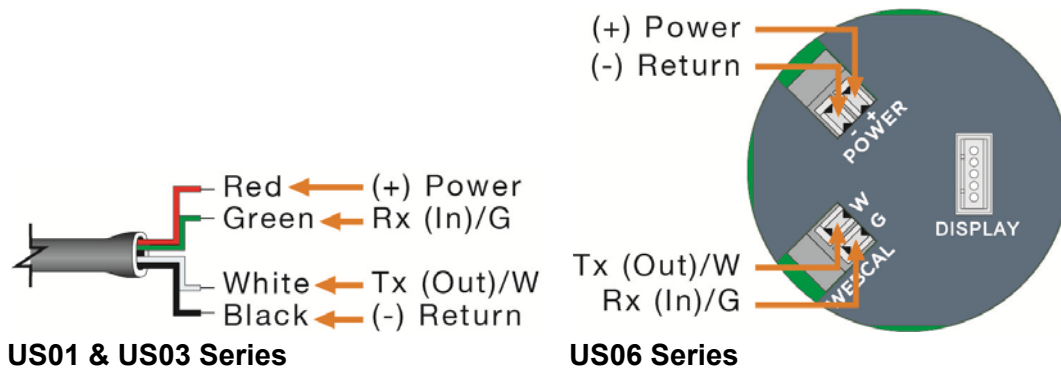 Red (+) Power
Green Rx (In)/G
White Tx (Out)/W
Black (-) Return
US01 & US03 Series
(+) Power
(-) Return
- +
POWER
W
G
DISPLAY
WEBCAL
Tx (Out)/W
Rx (In)/G
US06 Series